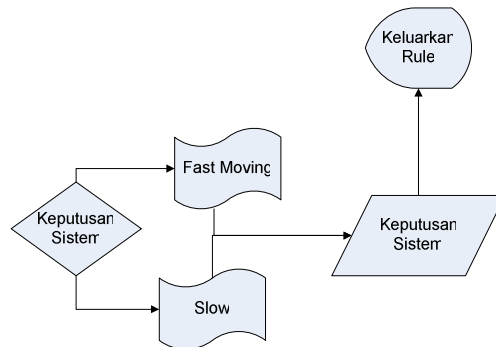 Keluarkan
Rule
Fast Moving
Keputusan
Sistem
Keputusan
Sistem
Slow